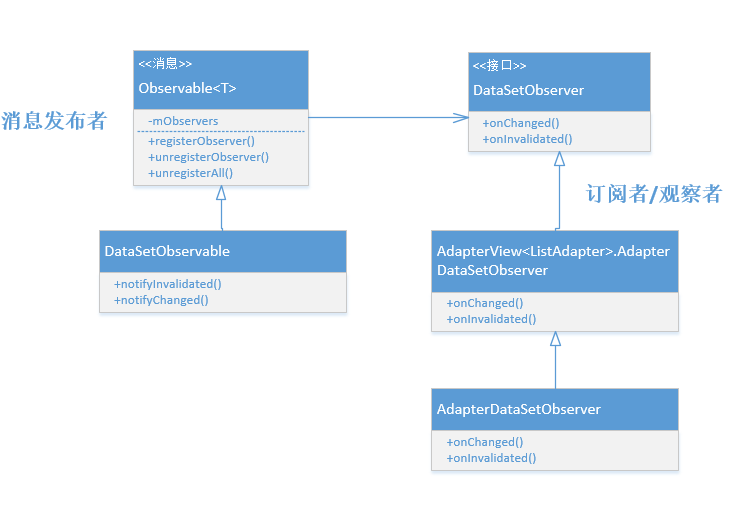 <<消息>>
Observable<T>
-mObservers
+registerObserver()
+unregisterObserver()
+unregisterAll()
消息发布者
<<接口>>
DataSetObserver
+onChanged()
+onInvalidated()
订阅者/观察者
DataSetObservable
+notifyInvalidated()
+notifyChanged()
AdapterView<ListAdapter>.Adapter
DataSetObserver
+onChanged()
+onInvalidated()
AdapterDataSetObserver
+onChanged()
+onInvalidated()